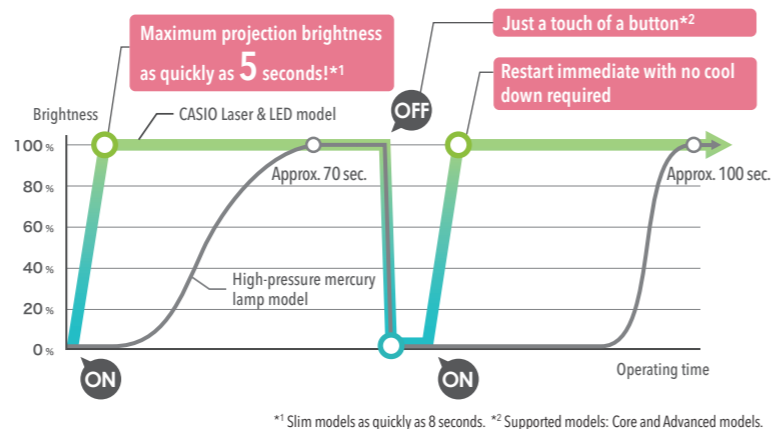 Maximum projection brightness
as quickly as 5 seconds!*1
Just a touch of a button*2
Restart immediate with no cool
down required
Brightness
CASIO Laser & LED model
OFF
100 %
80 %
60 %
40 %
20 %
0 %
Approx. 70 sec.
Approx. 100 sec.
High-pressure mercury
lamp model
ON
ON
Operating time
*1 Slim models as quickly as 8 seconds. *2 Supported models: Core and Advanced models.